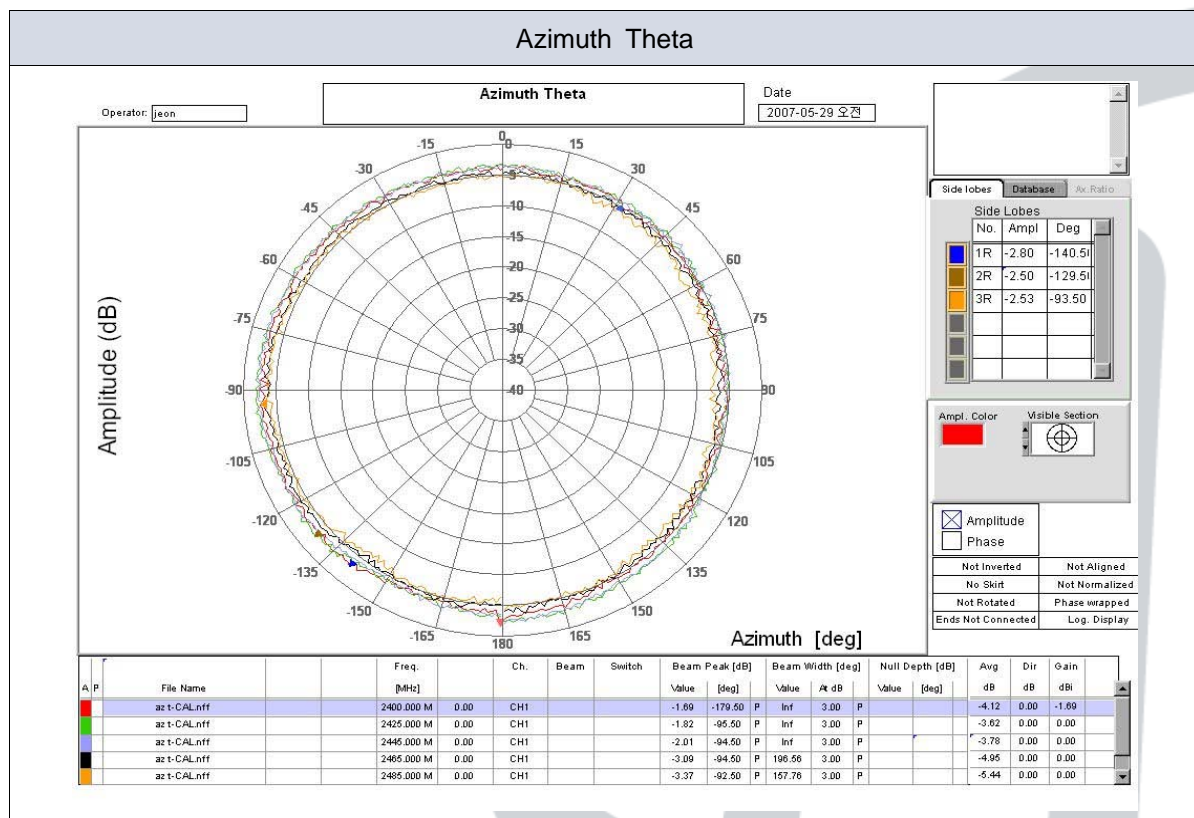 Azimuth Theta
Azimuth Theta
Operator: jeon
Date
2007-05-29 오전
0
-15 15
-30 30
-45 45
-60 60
-75 75
-90 90
-105 105
-120 120
-135 135
-150 150
-165 165
180
0
-5
-10
-15
-20
-25
-30
-35
-40
Amplitude (dB)
Azimuth [deg]
Side lobes Database Ax.Ratio
Side Lobes
No. Ampl Deg
1R -2.80 -140.5
2R -2.50 -129.5
3R -2.53 -93.50
Ampl. Color Visible Section
Amplitude
Phase
Not Inverted Not Aligned
No Skirt Not Normalized
Not Rotated Phase wrapped
Ends Not Connected Log. Display
Freq. Ch. Beam Switch Beam Peak [dB] Beam Width [deg] Null Depth [dB] Avg Dir Gain
A P File Name [MHz] Value [deg] Value At dB Value [deg] dB dB dBi
az t-CAL.nff 2400.000 M 0.00 CH1 -1.69 -179.50 P Inf 3.00 P -4.12 0.00 -1.69
az t-CAL.nff 2425.000 M 0.00 CH1 -1.82 -95.50 P Inf 3.00 P -3.62 0.00 0.00
az t-CAL.nff 2445.000 M 0.00 CH1 -2.01 -94.50 P Inf 3.00 P -3.78 0.00 0.00
az t-CAL.nff 2465.000 M 0.00 CH1 -3.09 -94.50 P 196.56 3.00 P -4.95 0.00 0.00
az t-CAL.nff 2485.000 M 0.00 CH1 -3.37 -92.50 P 157.76 3.00 P -5.44 0.00 0.00